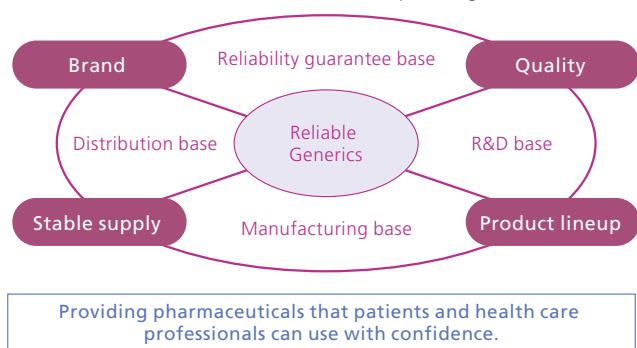 Brand
Reliability guarantee base
Quality
Distribution base
Reliable
Generics
R&D base
Stable supply
Manufacturing base
Product lineup
Providing pharmaceuticals that patients and health care
professionals can use with confidence.